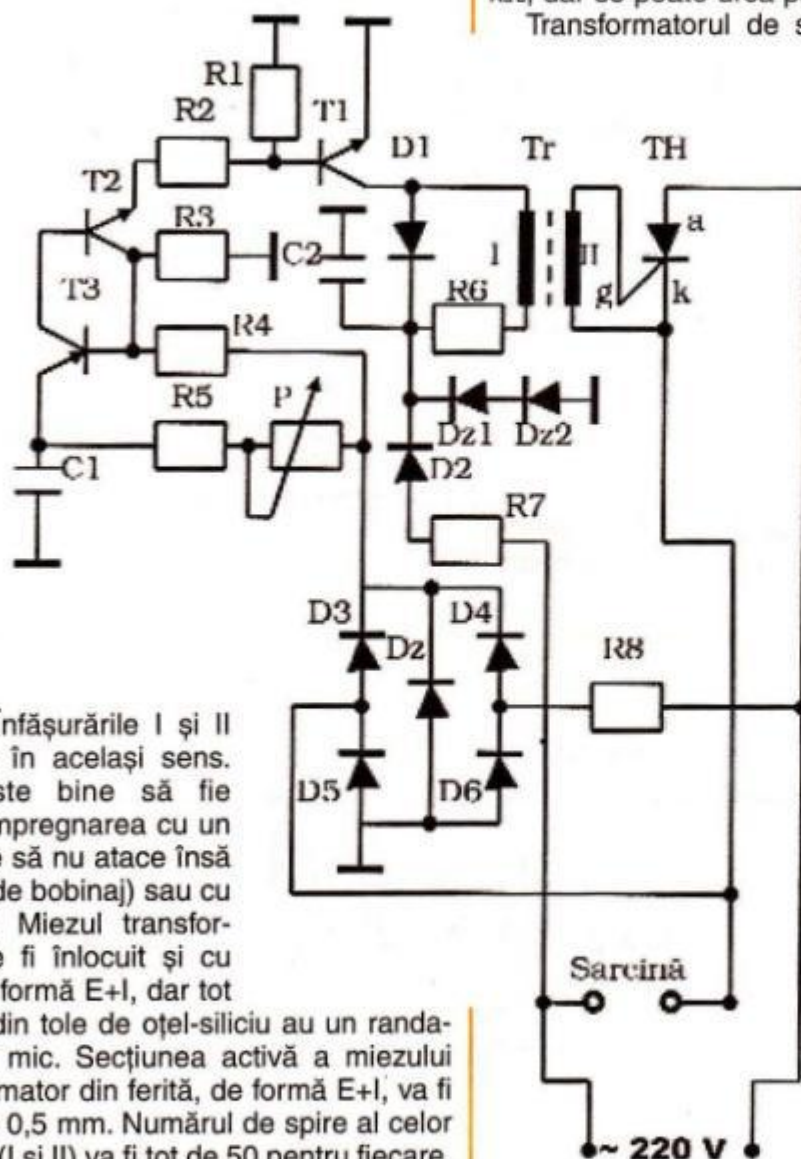 Transformatorul de s
R1
R2
T1
D1
Tr
TH
T2
R3
C2
I
II
a
T3
R6
g
k
R4
R5
P
Dz1
Dz2
C1
D2
R7
D3
Dz
D4
R8
D5
D6
înfășurările I și II
în același sens.
ste bine să fie
mpregnarea cu un
e să nu atace însă
de bobinaj) sau cu
Miezul transfor-
e fi înlocuit și cu
formă E+I, dar tot
din tole de oțel-siliciu au un randa-
mic. Secțiunea activă a miezului
mator din ferită, de formă E+I, va fi
0,5 mm. Numărul de spire al celor
(I și II) va fi tot de 50 pentru fiecare
Sarcină
~ 220 V